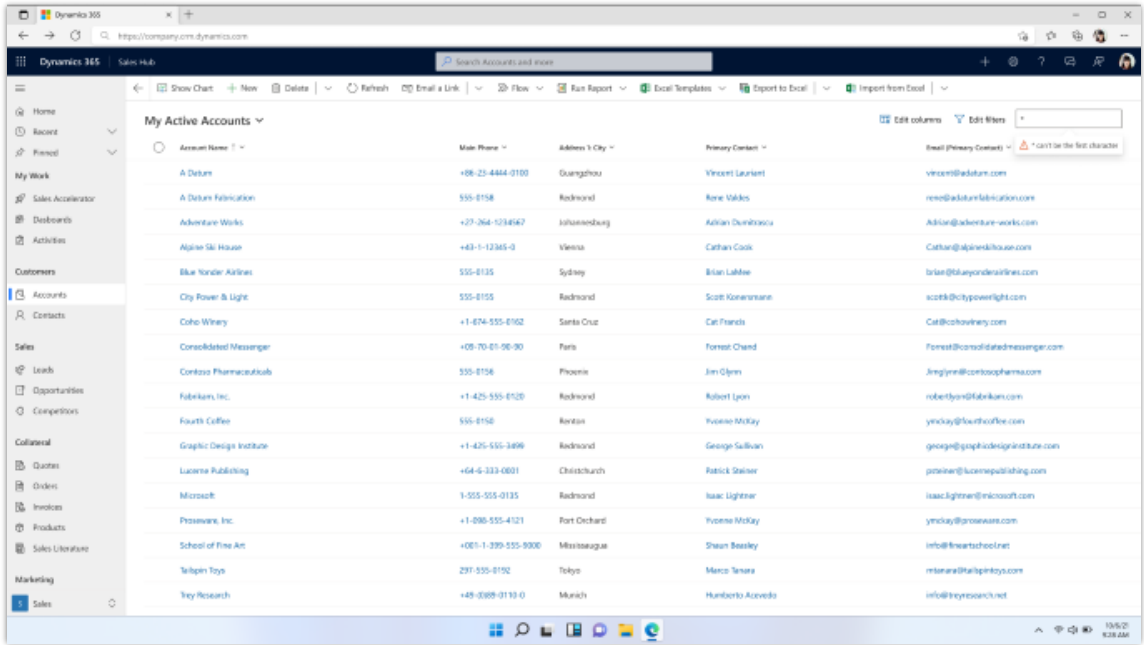 Dynamics 365
https://company.crm.dynamics.com
Dynamics 365 Sales Hub Search Accounts and more
Show Chart New Delete Refresh Email a Link Flow Run Report Excel Templates Export to Excel Import from Excel
Home
Recent
Pinned
My Work
Sales Accelerator
Dasboards
Activities
Customers
Accounts
Contacts
Sales
Leads
Opportunities
Competitors
Collateral
Quotes
Orders
Invoices
Products
Sales Literature
Marketing
S Sales
My Active Accounts Edit columns Edit filters *
* can't be the first character
Account Name ↑ Main Phone Address 1: City Primary Contact Email (Primary Contact)
A Datum +86-23-4444-0100 Guangzhou Vincent Lauriant vincent@adatum.com
A Datum Fabrication 555-0158 Redmond Rene Valdes rene@adatumfabrication.com
Adventure Works +27-264-1234567 Johannesburg Adrian Dumitrascu Adrian@adventure-works.com
Alpine Ski House +43-1-12345-0 Vienna Cathan Cook Cathan@alpineskihouse.com
Blue Yonder Airlines 555-0135 Sydney Brian LaMee brian@blueyonderairlines.com
City Power & Light 555-0155 Redmond Scott Konersmann scottk@citypowerlight.com
Coho Winery +1-674-555-0162 Santa Cruz Cat Francis Cat@cohowinery.com
Consolidated Messenger +09-70-01-90-90 Paris Forrest Chand Forrest@consolidatedmessenger.com
Contoso Pharmaceuticals 555-0156 Phoenix Jim Glynn Jimglynn@contosopharma.com
Fabrikam, Inc. +1-425-555-0120 Redmond Robert Lyon robertlyon@fabrikam.com
Fourth Coffee 555-0150 Renton Yvonne McKay ymckay@fourthcoffee.com
Graphic Design Institute +1-425-555-3499 Redmond George Sullivan george@graphicdesigninstitute.com
Lucerne Publishing +64-6-333-0001 Christchurch Patrick Steiner psteiner@lucernepublishing.com
Microsoft 1-555-555-0135 Redmond Isaac Lightner isaac.lightner@microsoft.com
Proseware, Inc. +1-098-555-4121 Port Orchard Yvonne McKay ymckay@proseware.com
School of Fine Art +001-1-399-555-9000 Mississaugua Shaun Beasley info@fineartschool.net
Tailspin Toys 297-555-0192 Tokyo Marco Tanara mtanara@tailspintoys.com
Trey Research +49-(0)89-0110-0 Munich Humberto Acevedo info@treyresearch.net
10/5/21
9:28 AM